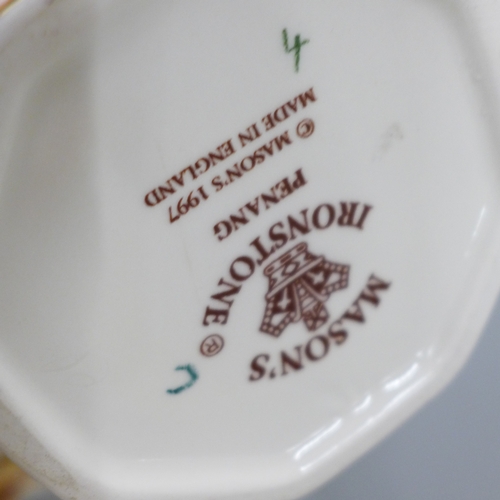 MASON'S
IRONSTONE ®
PENANG
© MASON'S 1997
MADE IN ENGLAND
4